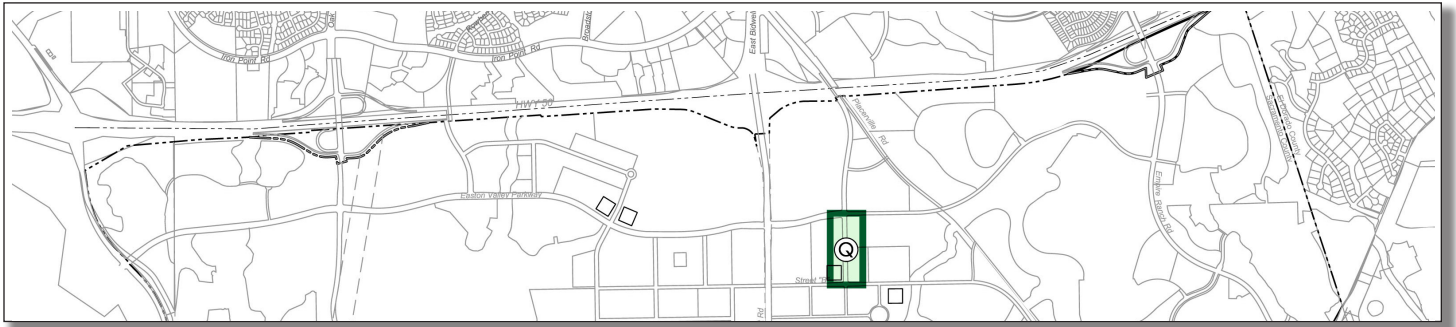 Iron Point Rd
Iron Point Rd
East Bidwell
HWY 50
Placerville Rd
El Dorado County
Sacramento County
Easton Valley Parkway
Empire Ranch Rd
Q
Street "B"
Rd